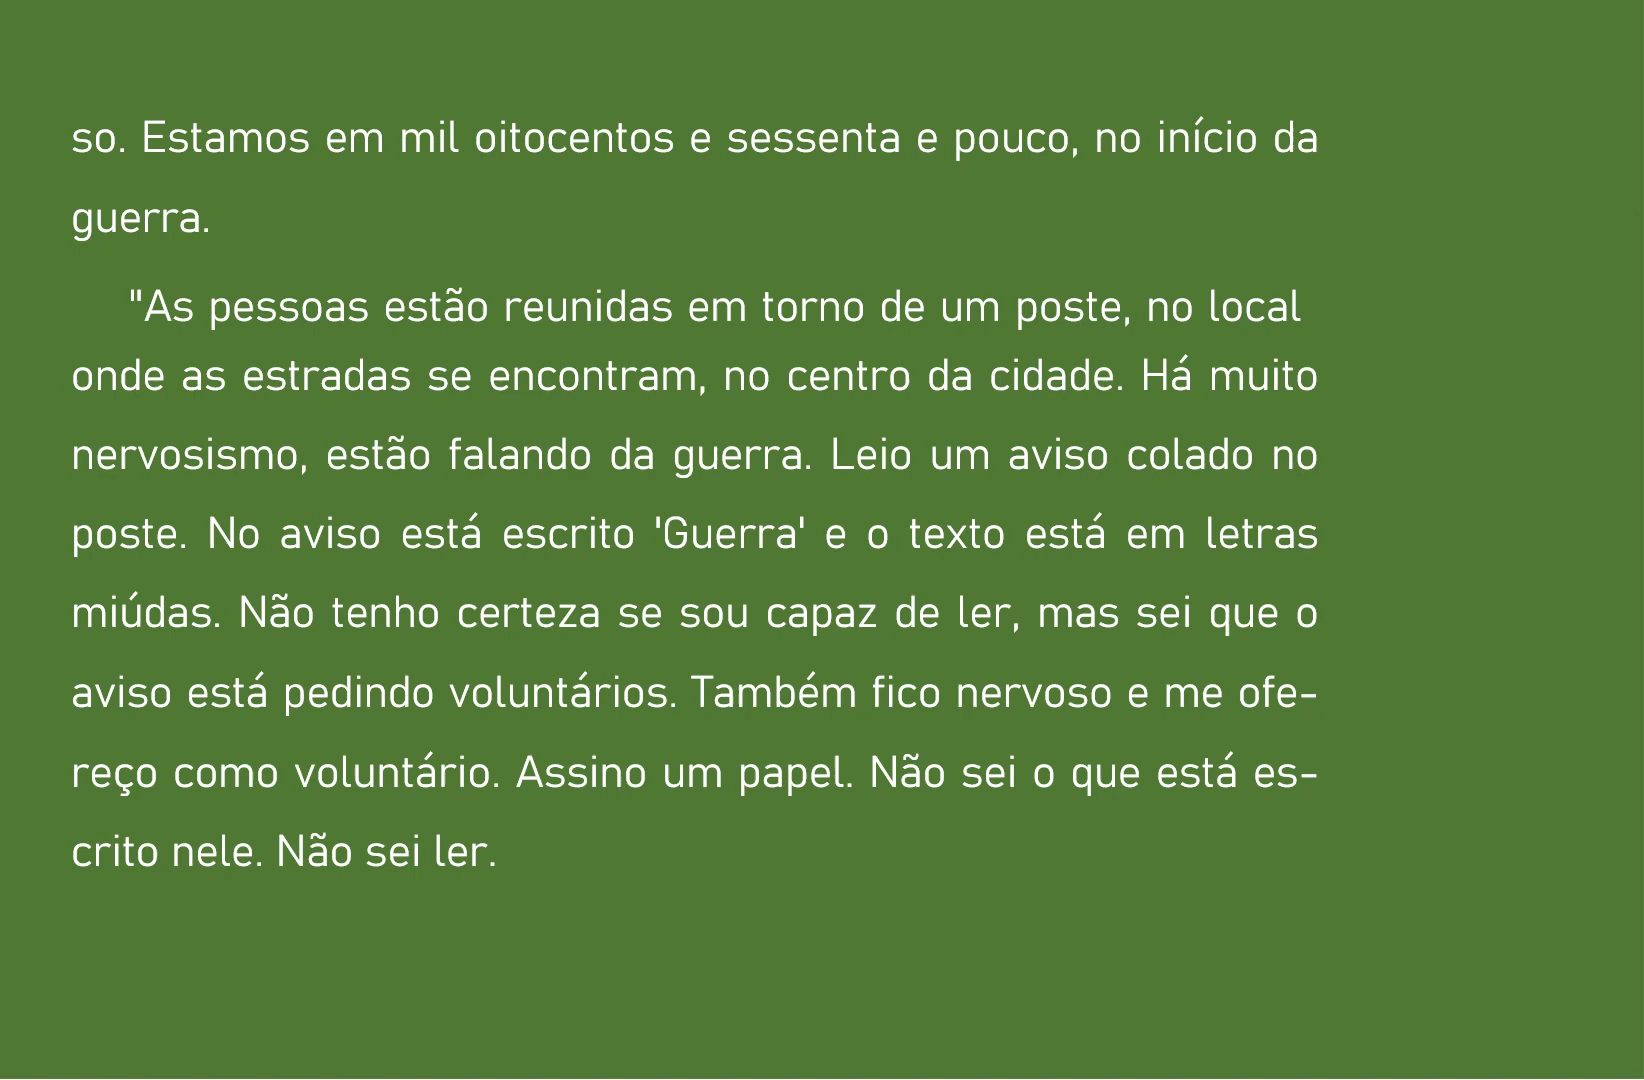 so. Estamos em mil oitocentos e sessenta e pouco, no início da
guerra.
"As pessoas estão reunidas em torno de um poste, no local
onde as estradas se encontram, no centro da cidade. Há muito
nervosismo, estão falando da guerra. Leio um aviso colado no
poste. No aviso está escrito 'Guerra' e o texto está em letras
miúdas. Não tenho certeza se sou capaz de ler, mas sei que o
aviso está pedindo voluntários. Também fico nervoso e me ofe-
reço como voluntário. Assino um papel. Não sei o que está es-
crito nele. Não sei ler.